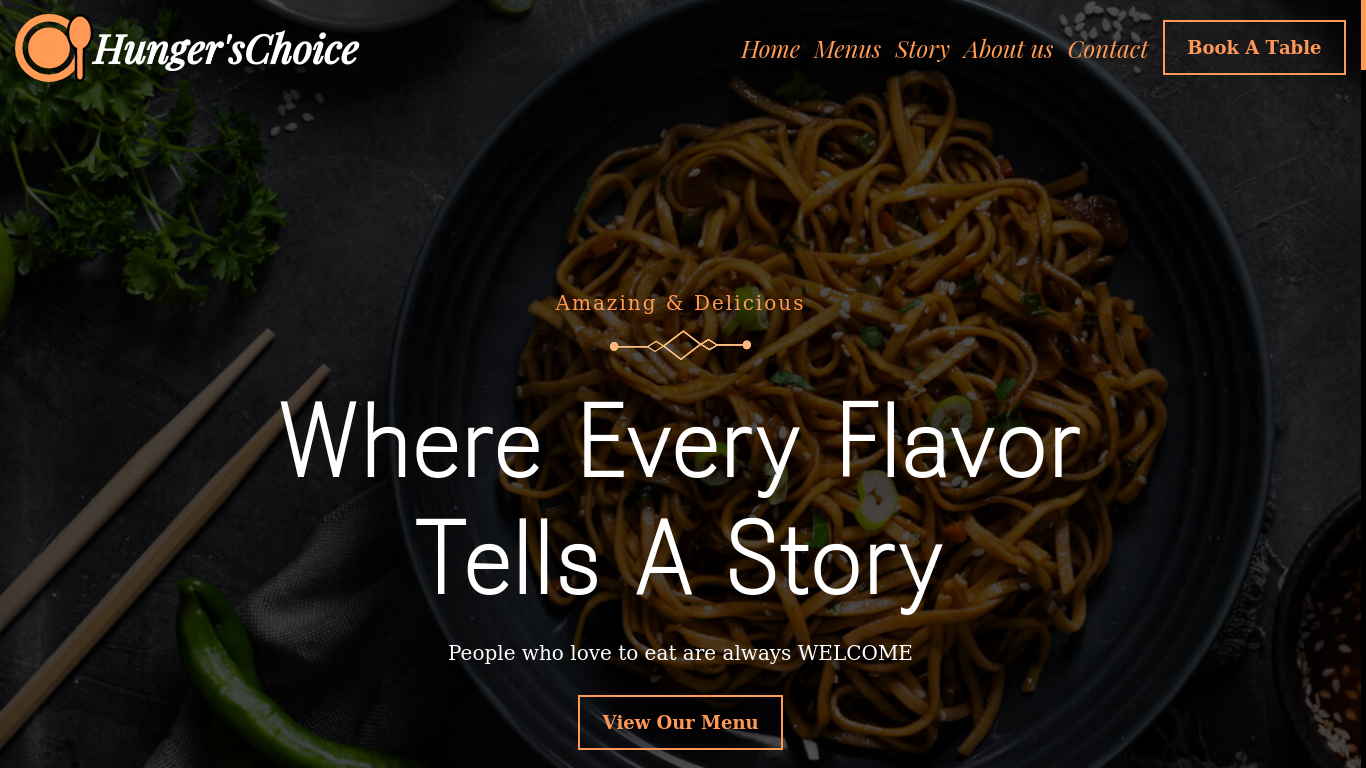 Hunger'sChoice
Home Menus Story About us Contact Book A Table
Amazing & Delicious
Where Every Flavor
Tells A Story
People who love to eat are always WELCOME
View Our Menu